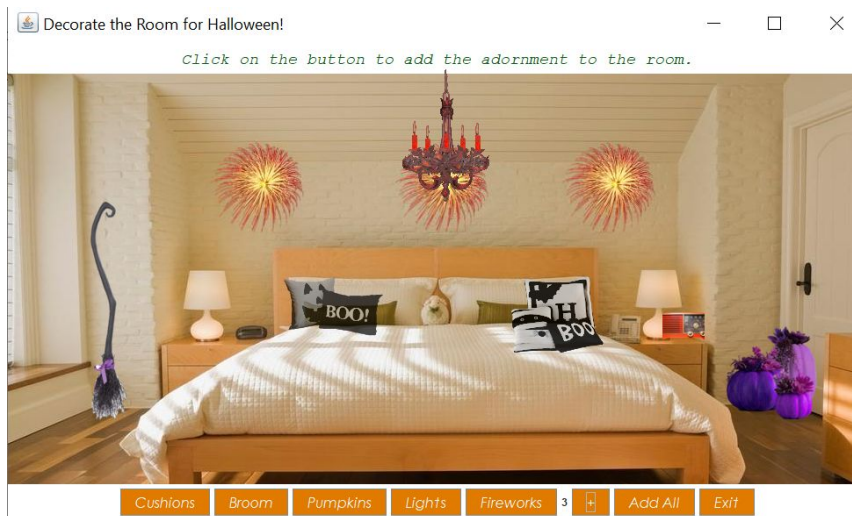 Decorate the Room for Halloween!
Click on the button to add the adornment to the room.
BOO!
H
BOO
Cushions Broom Pumpkins Lights Fireworks 3 + Add All Exit